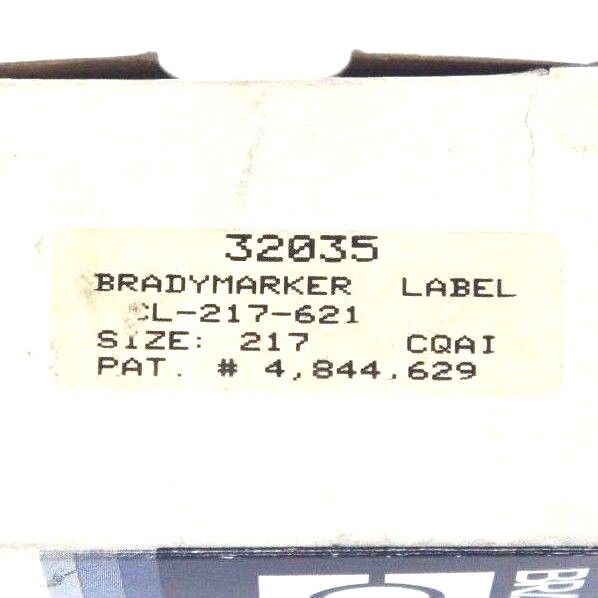 32035
BRADYMARKER LABEL
CL-217-621
SIZE: 217 CQAI
PAT. # 4,844,629